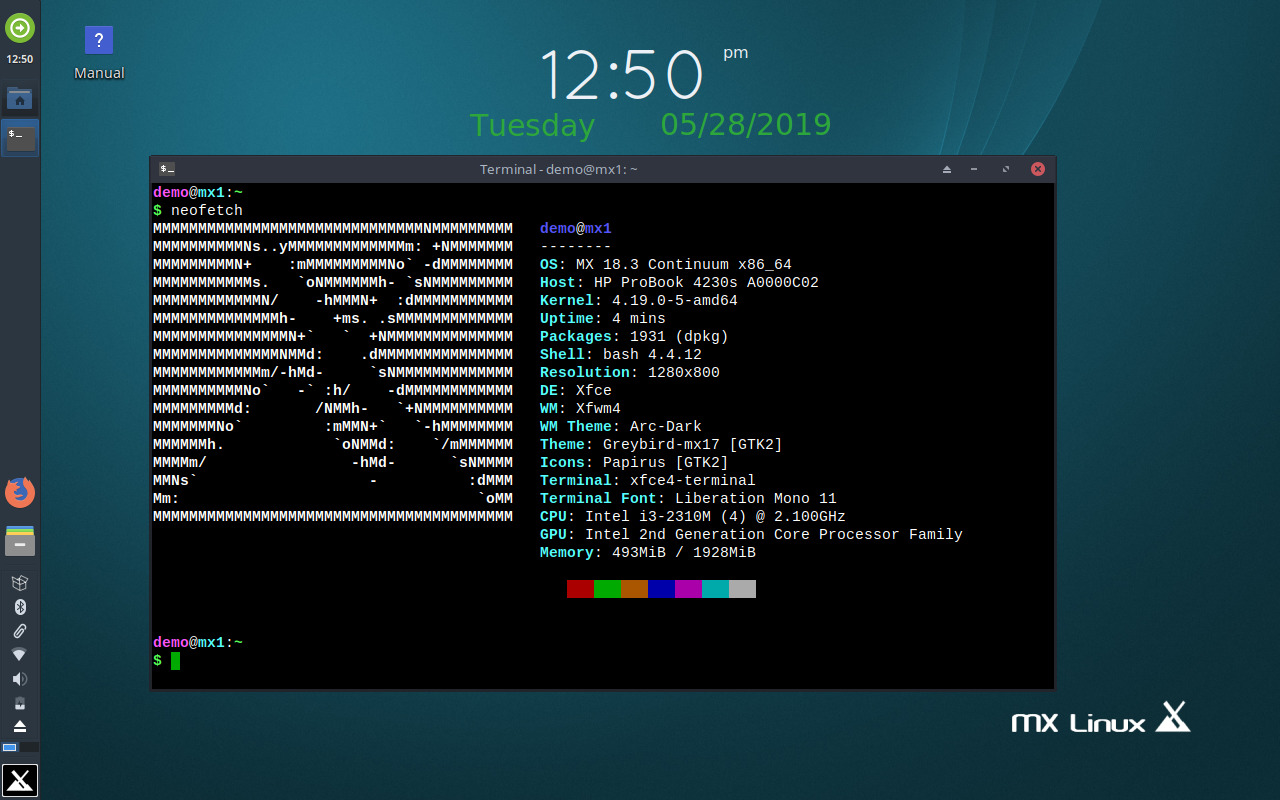 12:50
Manual
12:50 pm
Tuesday 05/28/2019
Terminal - demo@mx1: ~
demo@mx1:~
$ neofetch
MMMMMMMMMMMMMMMMMMMMMMMMMMMMMMNMMMMMMMMM demo@mx1
MMMMMMMMMMNs..yMMMMMMMMMMMMMm: +NMMMMMMM --------
MMMMMMMMMN+    :mMMMMMMMMMNo` -dMMMMMMMM OS: MX 18.3 Continuum x86_64
MMMMMMMMMMMs.   `oNMMMMMMh- `sNMMMMMMMMM Host: HP ProBook 4230s A0000C02
MMMMMMMMMMMMN/    -hMMMN+  :dMMMMMMMMMMM Kernel: 4.19.0-5-amd64
MMMMMMMMMMMMMMh-    +ms. .sMMMMMMMMMMMMM Uptime: 4 mins
MMMMMMMMMMMMMMMN+`   `  +NMMMMMMMMMMMMMM Packages: 1931 (dpkg)
MMMMMMMMMMMMMMNMMd:    .dMMMMMMMMMMMMMMM Shell: bash 4.4.12
MMMMMMMMMMMMm/-hMd-     `sNMMMMMMMMMMMMM Resolution: 1280x800
MMMMMMMMMMNo`   -` :h/    -dMMMMMMMMMMMM DE: Xfce
MMMMMMMMMd:       /NMMh-   `+NMMMMMMMMMM WM: Xfwm4
MMMMMMMNo`         :mMMN+`   `-hMMMMMMMM WM Theme: Arc-Dark
MMMMMMh.            `oNMMd:    `/mMMMMMM Theme: Greybird-mx17 [GTK2]
MMMMm/                -hMd-      `sNMMMM Icons: Papirus [GTK2]
MMNs`                   -          :dMMM Terminal: xfce4-terminal
Mm:                                 `oMM Terminal Font: Liberation Mono 11
MMMMMMMMMMMMMMMMMMMMMMMMMMMMMMMMMMMMMMMM CPU: Intel i3-2310M (4) @ 2.100GHz
GPU: Intel 2nd Generation Core Processor Family
Memory: 493MiB / 1928MiB
demo@mx1:~
$
MX Linux